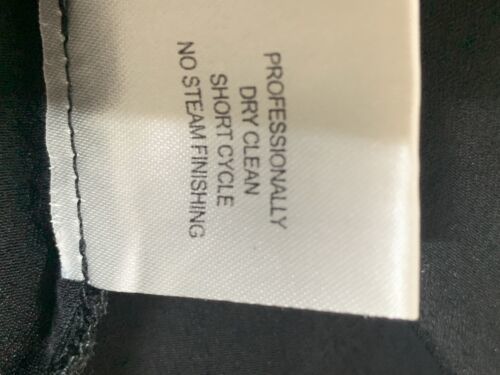 PROFESSIONALLY
DRY CLEAN
SHORT CYCLE
NO STEAM FINISHING